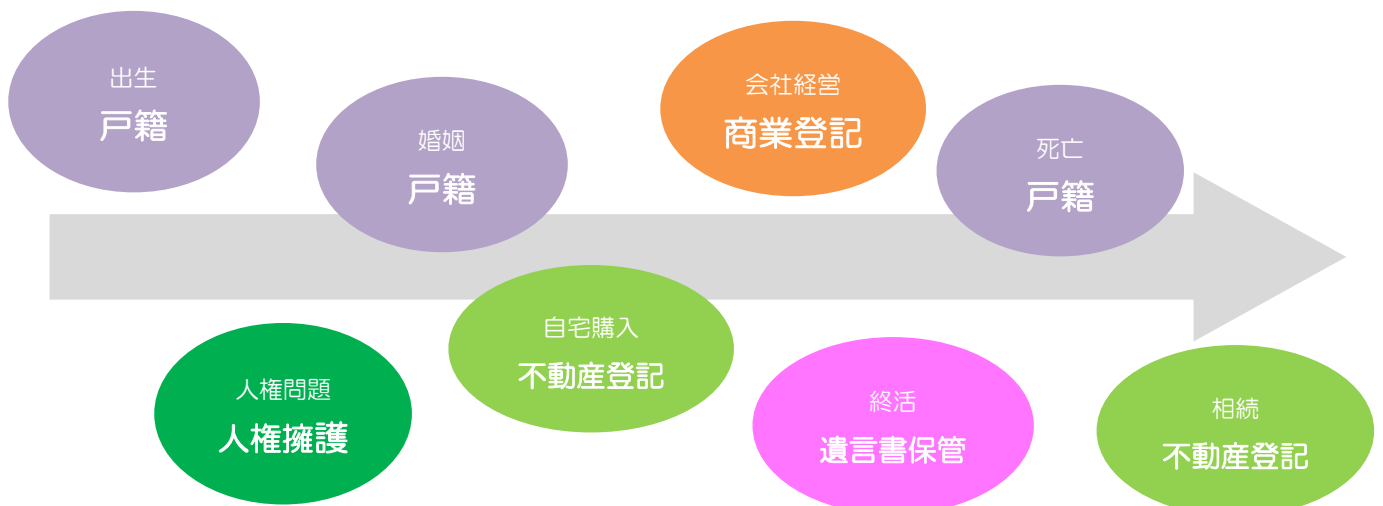 出生
戸籍
婚姻
戸籍
会社経営
商業登記
死亡
戸籍
人権問題
人権擁護
自宅購入
不動産登記
終活
遺言書保管
相続
不動産登記